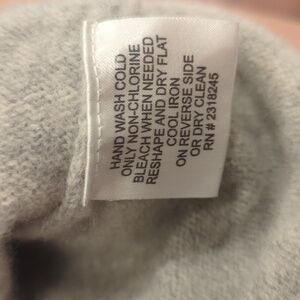 HAND WASH COLD
ONLY NON-CHLORINE
BLEACH WHEN NEEDED
RESHAPE AND DRY FLAT
COOL IRON
ON REVERSE SIDE
OR DRY CLEAN
RN # 2318245